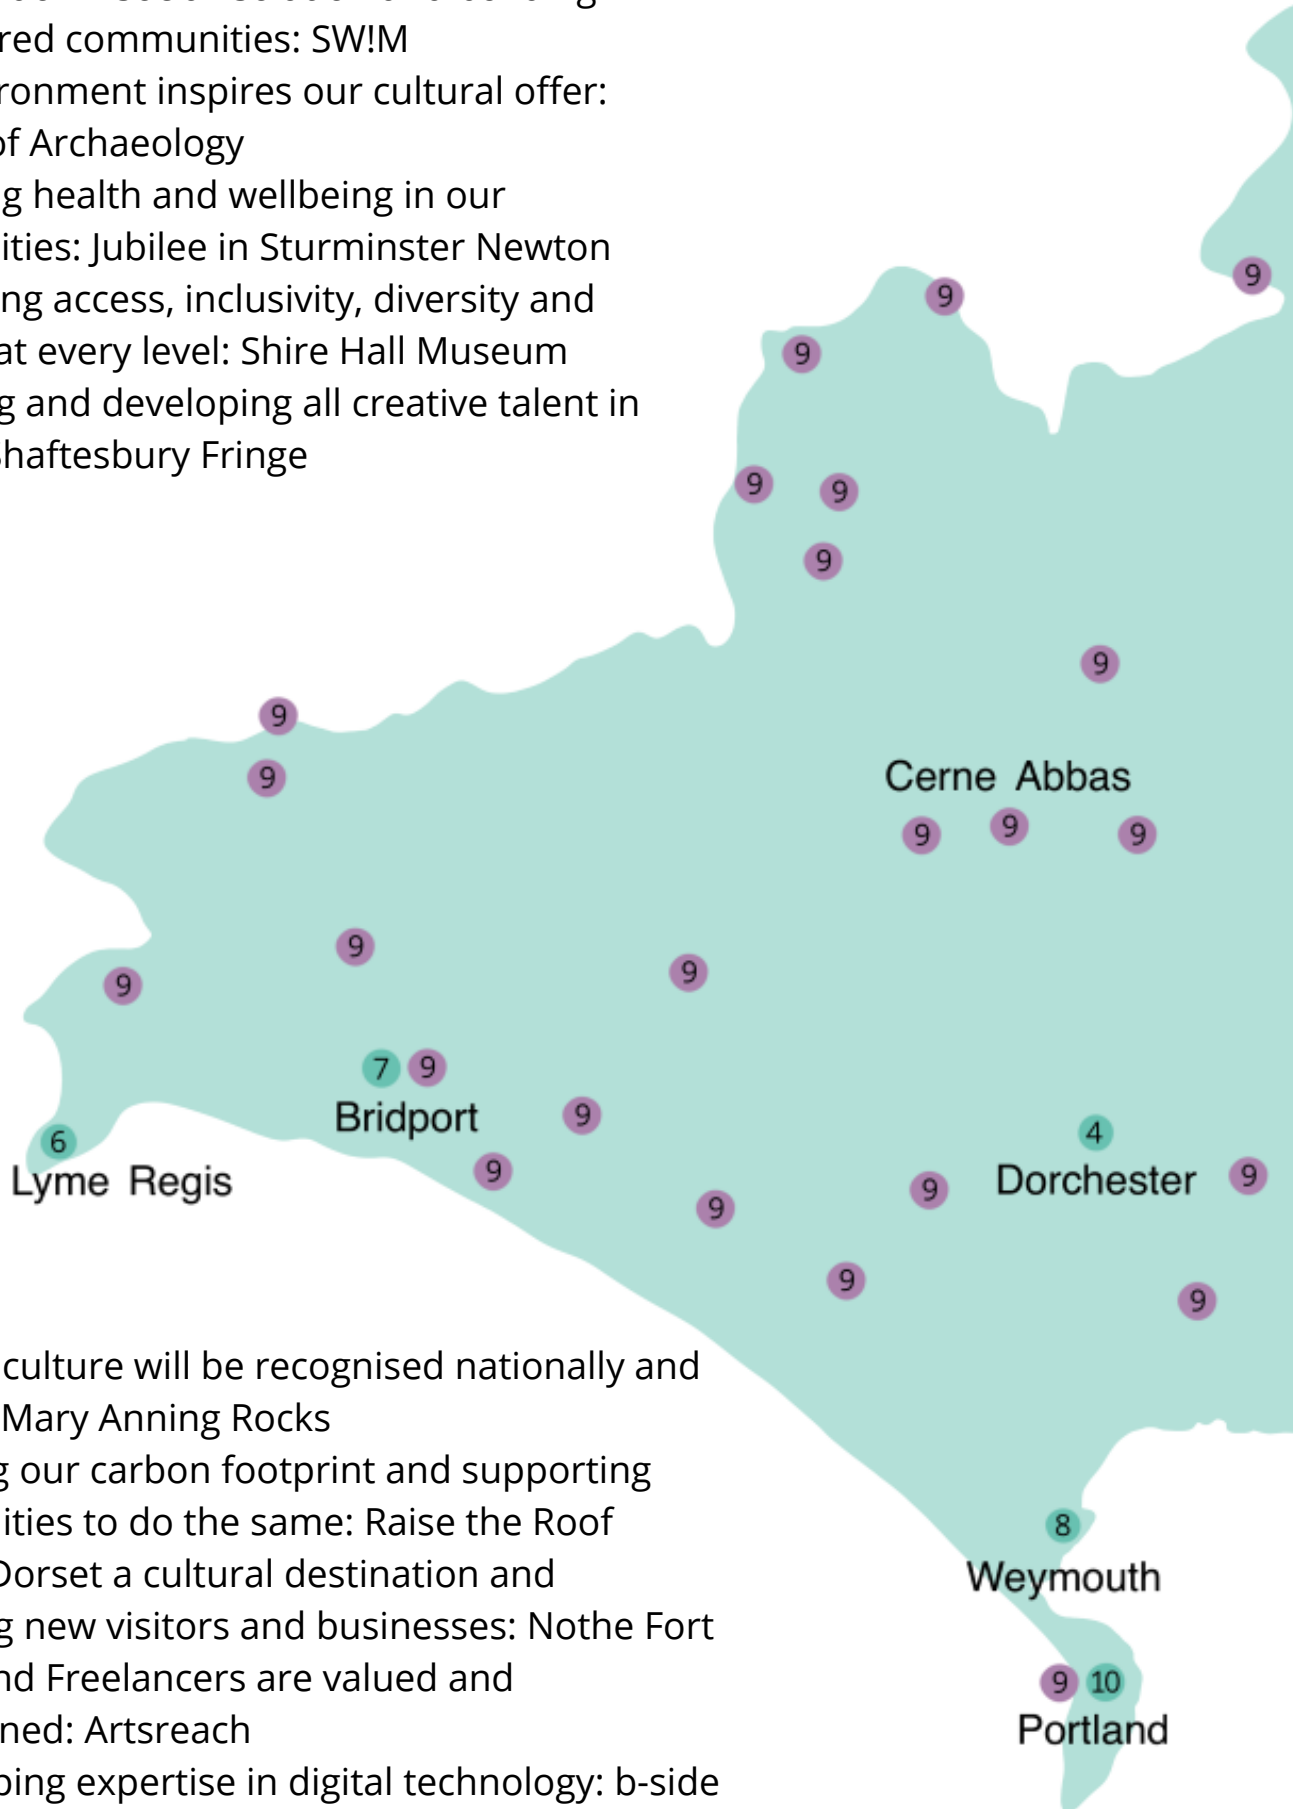 red communities: SW!M
ronment inspires our cultural offer:
of Archaeology
g health and wellbeing in our
ities: Jubilee in Sturminster Newton
ng access, inclusivity, diversity and
at every level: Shire Hall Museum
g and developing all creative talent in
Shaftesbury Fringe
9
9
9
9
9
9
9
9
9
Cerne Abbas
9
9
9
9
9
9
7
9
Bridport
9
4
6
Lyme Regis
9
Dorchester
9
9
9
9
9
culture will be recognised nationally and
Mary Anning Rocks
g our carbon footprint and supporting
ities to do the same: Raise the Roof
Dorset a cultural destination and
g new visitors and businesses: Nothe Fort
nd Freelancers are valued and
ned: Artsreach
ping expertise in digital technology: b-side
8
Weymouth
9
10
Portland